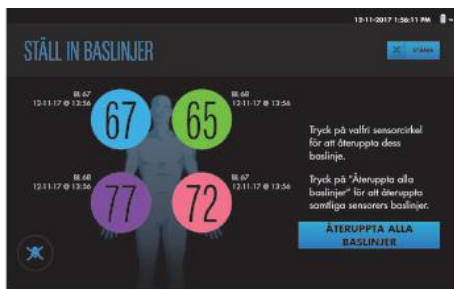 12-11-2017 1:56:11 PM
STÄLL IN BASLINJER
STÄNG
BL 67
12-11-17 @ 13:56
67
65
BL 68
12-11-17 @ 13:56
BL 68
12-11-17 @ 13:56
77
72
BL 67
12-11-17 @ 13:56
Tryck på valfri sensorcirkel
för att återuppta dess
baslinje.
Tryck på "Återuppta alla
baslinjer" för att återuppta
samtliga sensorers baslinjer.
ÅTERUPPTA ALLA
BASLINJER